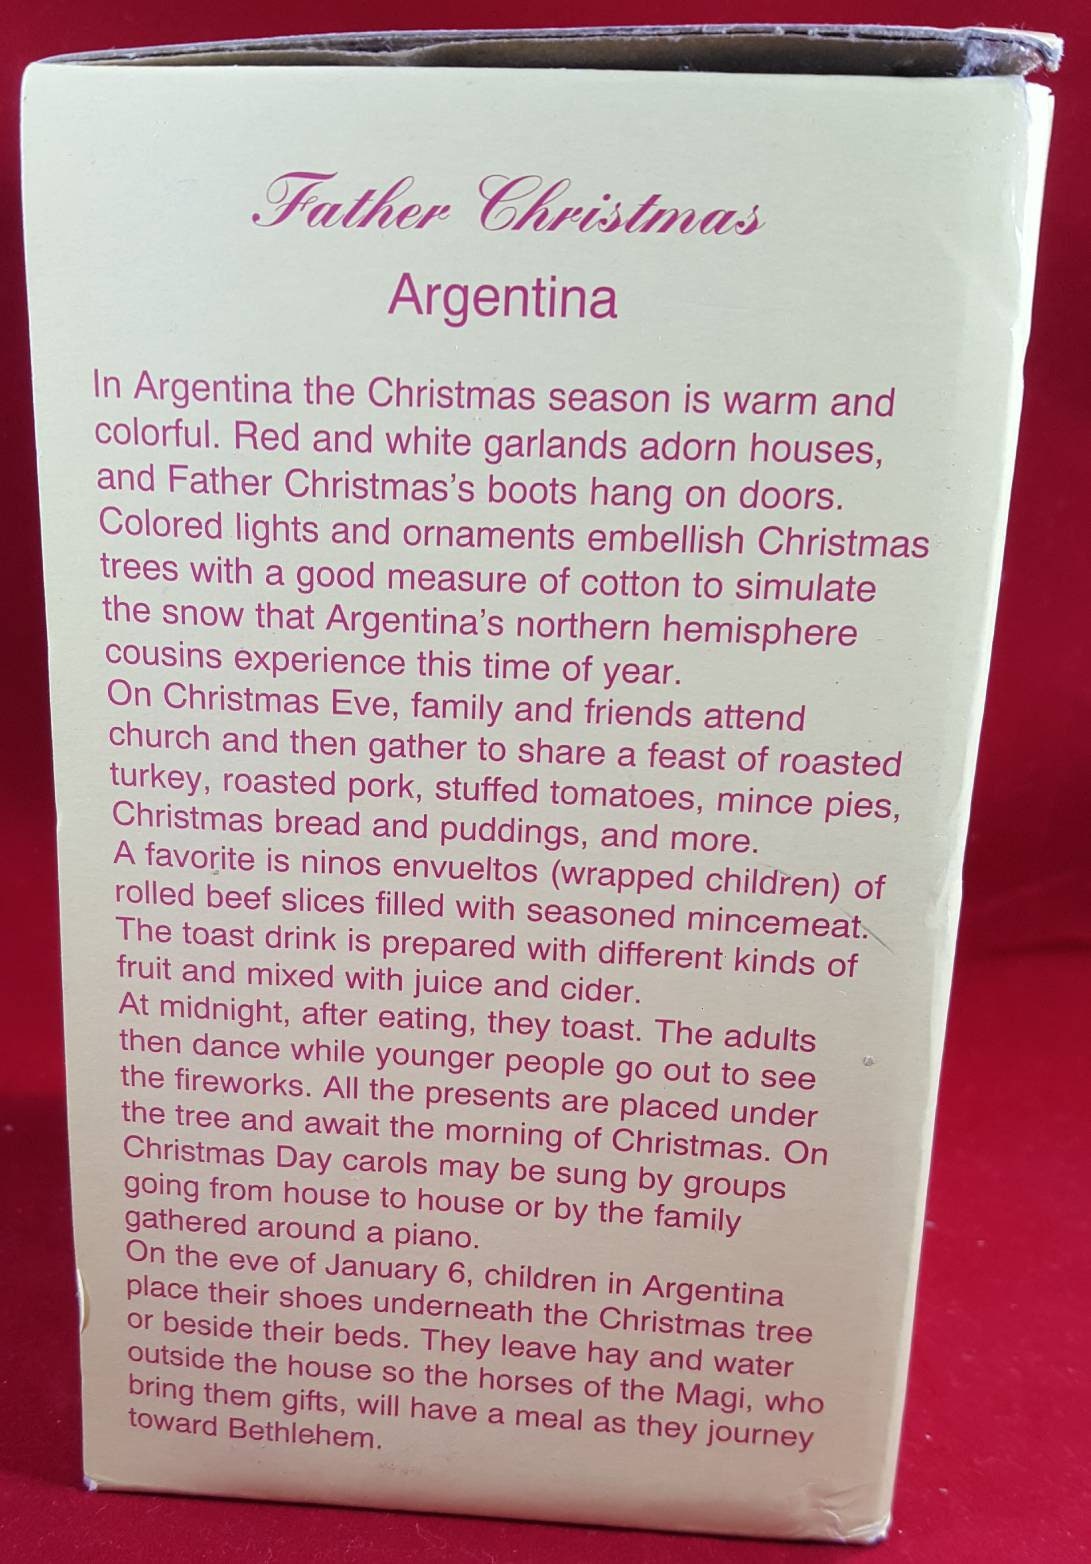 Father Christmas
Argentina
In Argentina the Christmas season is warm and
colorful. Red and white garlands adorn houses,
and Father Christmas's boots hang on doors.
Colored lights and ornaments embellish Christmas
trees with a good measure of cotton to simulate
the snow that Argentina's northern hemisphere
cousins experience this time of year.
On Christmas Eve, family and friends attend
church and then gather to share a feast of roasted
turkey, roasted pork, stuffed tomatoes, mince pies,
Christmas bread and puddings, and more.
A favorite is ninos envueltos (wrapped children) of
rolled beef slices filled with seasoned mincemeat.
The toast drink is prepared with different kinds of
fruit and mixed with juice and cider.
At midnight, after eating, they toast. The adults
then dance while younger people go out to see
the fireworks. All the presents are placed under
the tree and await the morning of Christmas. On
Christmas Day carols may be sung by groups
going from house to house or by the family
gathered around a piano.
On the eve of January 6, children in Argentina
place their shoes underneath the Christmas tree
or beside their beds. They leave hay and water
outside the house so the horses of the Magi, who
bring them gifts, will have a meal as they journey
toward Bethlehem.